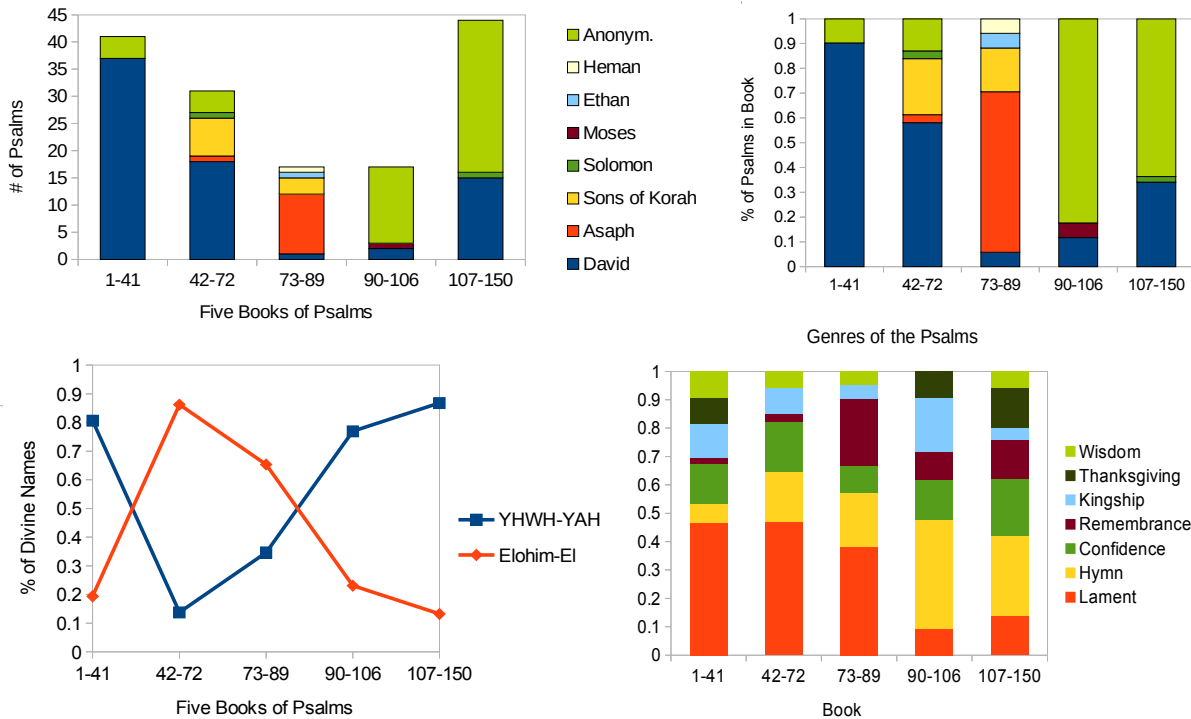 # of Psalms
45
40
35
30
25
20
15
10
5
0
1-41 42-72 73-89 90-106 107-150
Five Books of Psalms
Anonym.
Heman
Ethan
Moses
Solomon
Sons of Korah
Asaph
David
% of Psalms in Book
1
0.9
0.8
0.7
0.6
0.5
0.4
0.3
0.2
0.1
0
1-41 42-72 73-89 90-106 107-150
% of Divine Names
1
0.9
0.8
0.7
0.6
0.5
0.4
0.3
0.2
0.1
0
1-41 42-72 73-89 90-106 107-150
Five Books of Psalms
YHWH-YAH
Elohim-El
Genres of the Psalms
1
0.9
0.8
0.7
0.6
0.5
0.4
0.3
0.2
0.1
0
1-41 42-72 73-89 90-106 107-150
Book
Wisdom
Thanksgiving
Kingship
Remembrance
Confidence
Hymn
Lament